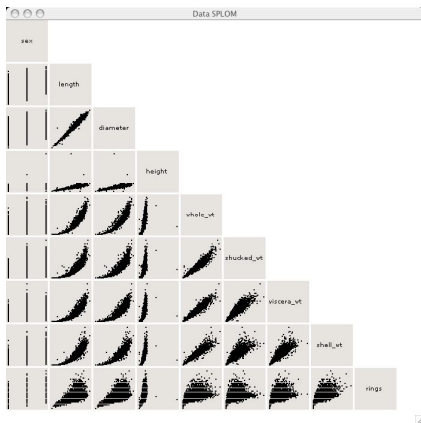 Data SPLOM
sex
length
diameter
height
whole_wt
shucked_wt
viscera_wt
shell_wt
rings